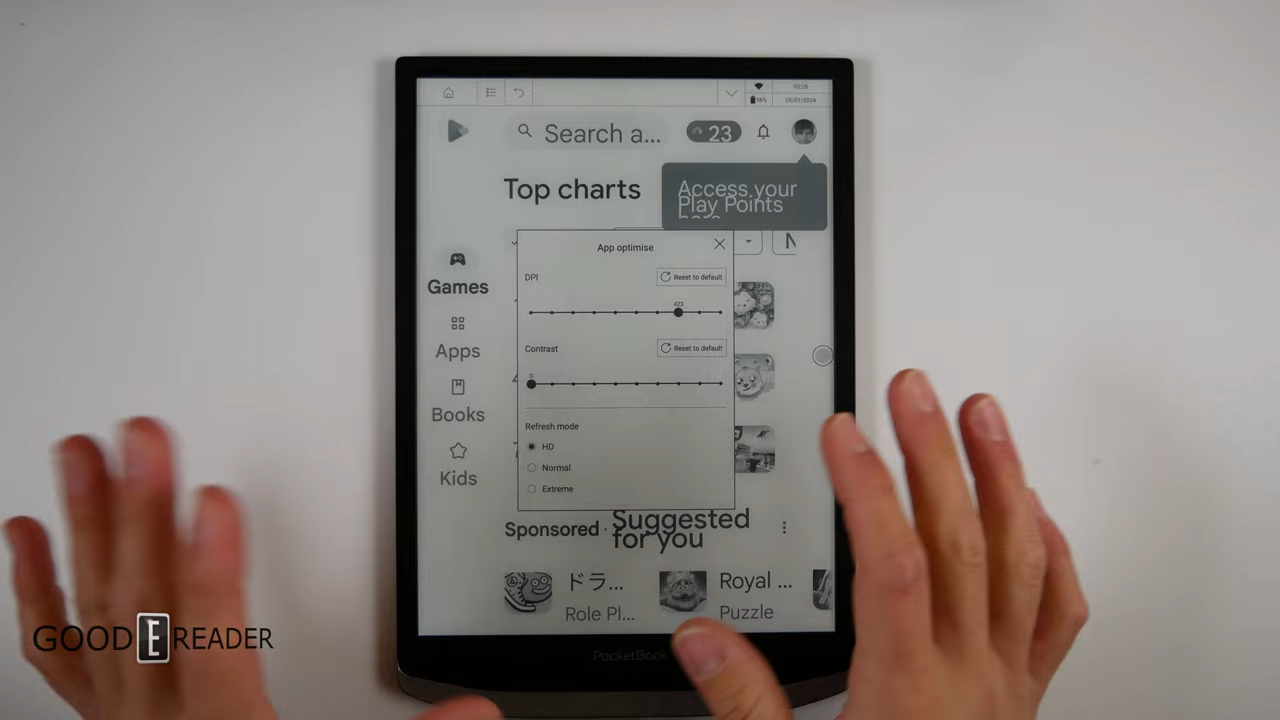 03:35
96%
05/01/2024
Search a...
23
Top charts
Access your
Play Points
here
App optimise
DPI
Reset to default
423
Contrast
Reset to default
0
Refresh mode
HD
Normal
Extreme
Games
Apps
Books
Kids
Sponsored · Suggested
for you
ドラ...
Role Pl...
Royal ...
Puzzle
PocketBook
GOOD E READER